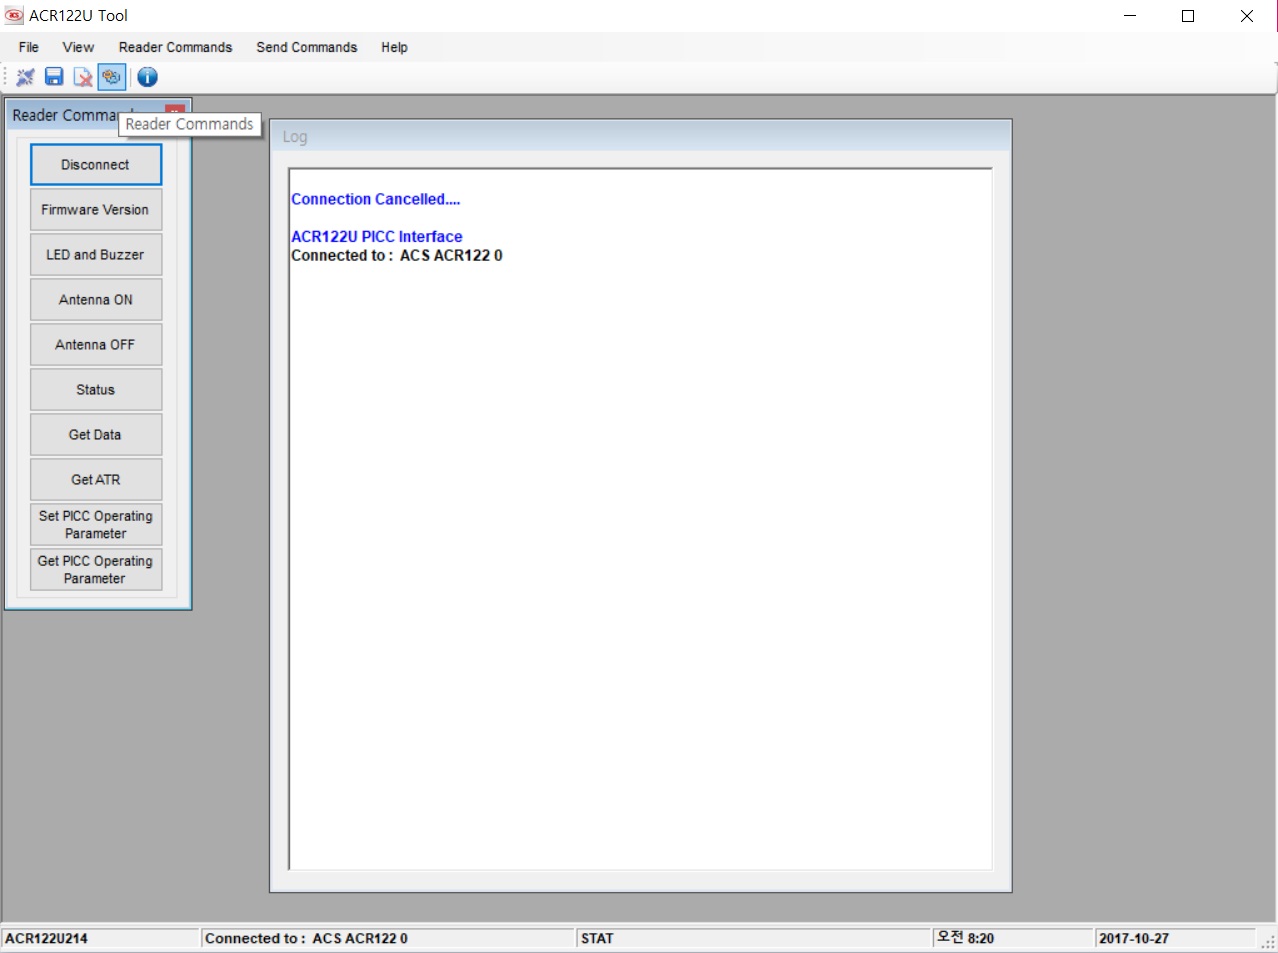 ACR122U Tool
File View Reader Commands Send Commands Help
Reader Comman
Reader Commands
Disconnect
Firmware Version
LED and Buzzer
Antenna ON
Antenna OFF
Status
Get Data
Get ATR
Set PICC Operating
Parameter
Get PICC Operating
Parameter
Log
Connection Cancelled....
ACR122U PICC Interface
Connected to : ACS ACR122 0
ACR122U214 Connected to : ACS ACR122 0 STAT 오전 8:20 2017-10-27